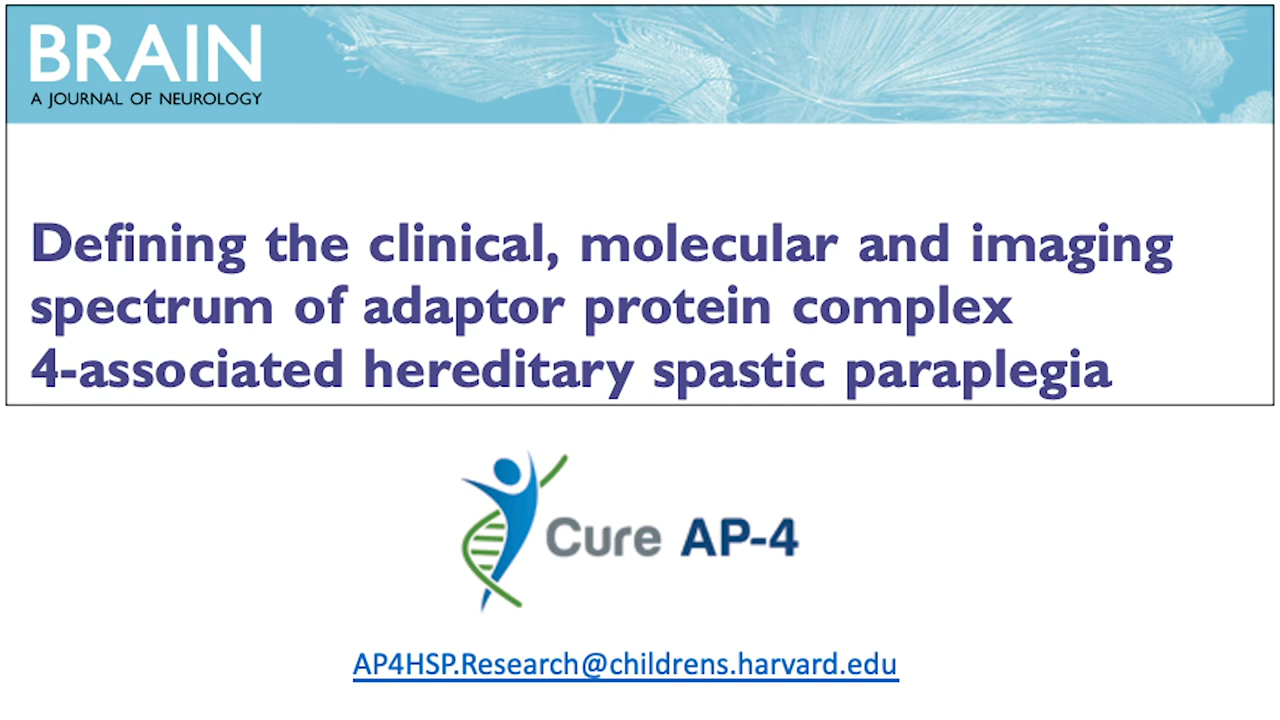 BRAIN
A JOURNAL OF NEUROLOGY
Defining the clinical, molecular and imaging
spectrum of adaptor protein complex
4-associated hereditary spastic paraplegia
Cure AP-4
AP4HSP.Research@childrens.harvard.edu